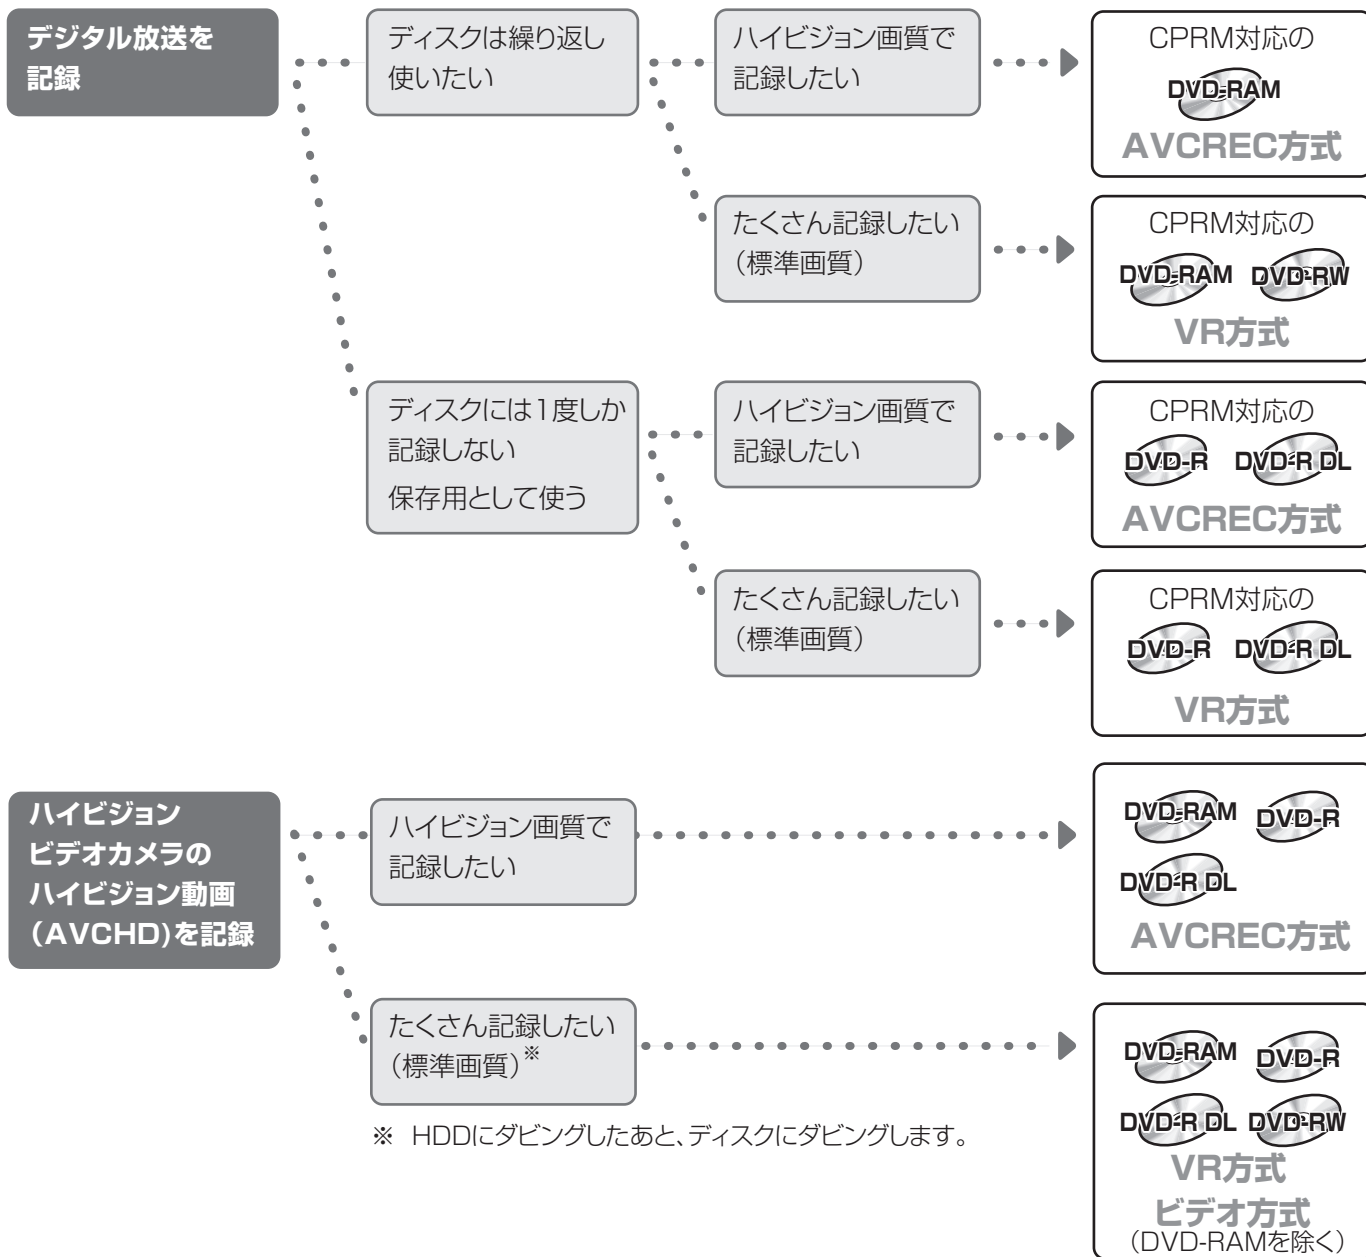 デジタル放送を
記録
ディスクは繰り返し
使いたい
ハイビジョン画質で
記録したい
CPRM対応の
DVD-RAM
AVCREC方式
たくさん記録したい
（標準画質）
CPRM対応の
DVD-RAM DVD-RW
VR方式
ディスクには1度しか
記録しない
保存用として使う
ハイビジョン画質で
記録したい
CPRM対応の
DVD-R DVD-R DL
AVCREC方式
たくさん記録したい
（標準画質）
CPRM対応の
DVD-R DVD-R DL
VR方式
ハイビジョン
ビデオカメラの
ハイビジョン動画
（AVCHD）を記録
ハイビジョン画質で
記録したい
DVD-RAM DVD-R
DVD-R DL
AVCREC方式
たくさん記録したい
（標準画質）※
※ HDDにダビングしたあと、ディスクにダビングします。
DVD-RAM DVD-R
DVD-R DL DVD-RW
VR方式
ビデオ方式
（DVD-RAMを除く）